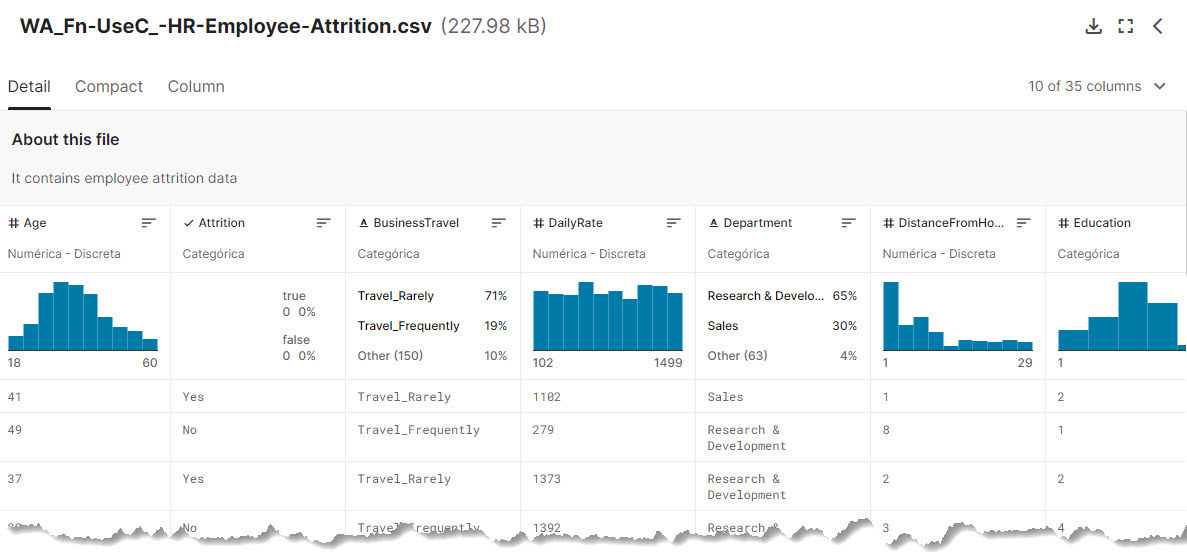 WA_Fn-UseC_-HR-Employee-Attrition.csv (227.98 kB)
Detail Compact Column 10 of 35 columns
About this file
It contains employee attrition data
# Age Attrition BusinessTravel # DailyRate Department # DistanceFromHo... # Education
Numérica - Discreta Categórica Categórica Numérica - Discreta Categórica Numérica - Discreta Categórica
true Travel_Rarely 71% Research & Develo... 65%
0 0%
Travel_Frequently 19% Sales 30%
false
0 0% Other (150) 10% Other (63) 4%
18 60 102 1499 1 29 1
41 Yes Travel_Rarely 1102 Sales 1 2
49 No Travel_Frequently 279 Research & 8 1
Development
37 Yes Travel_Rarely 1373 Research & 2 2
Development
No Travel_Frequently 1392 Research & 3 4